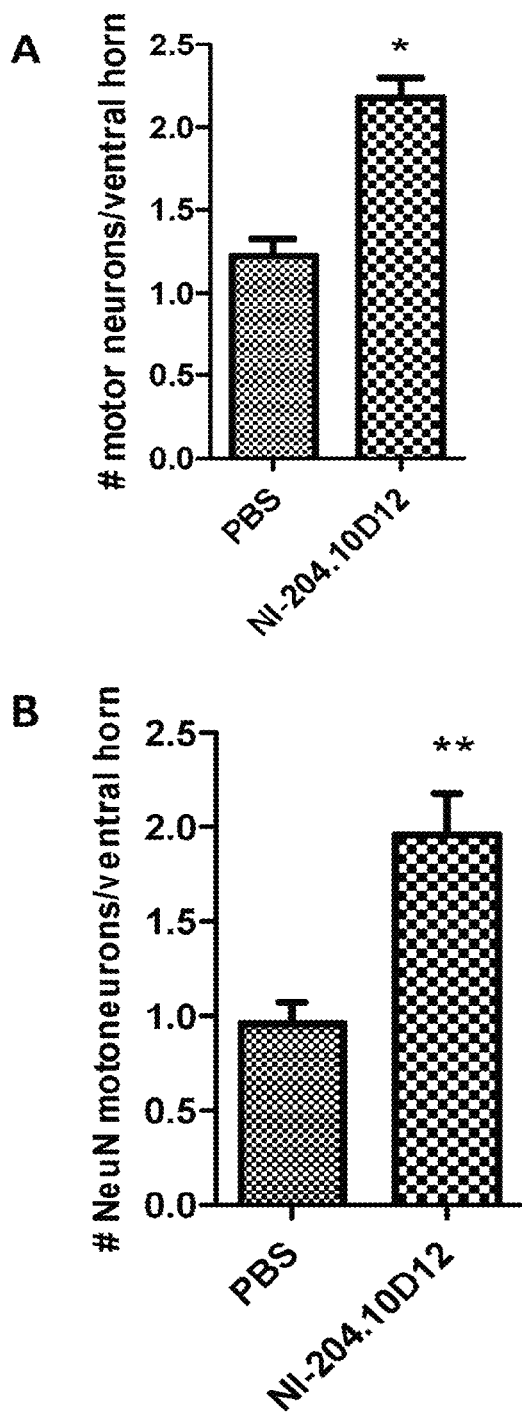 A
# motor neurons/ventral horn
2.5
2.0
1.5
1.0
0.5
0.0
*
PBS
NI-204.10D12
B
# NeuN motoneurons/ventral horn
2.5
2.0
1.5
1.0
0.5
0.0
**
PBS
NI-204.10D12